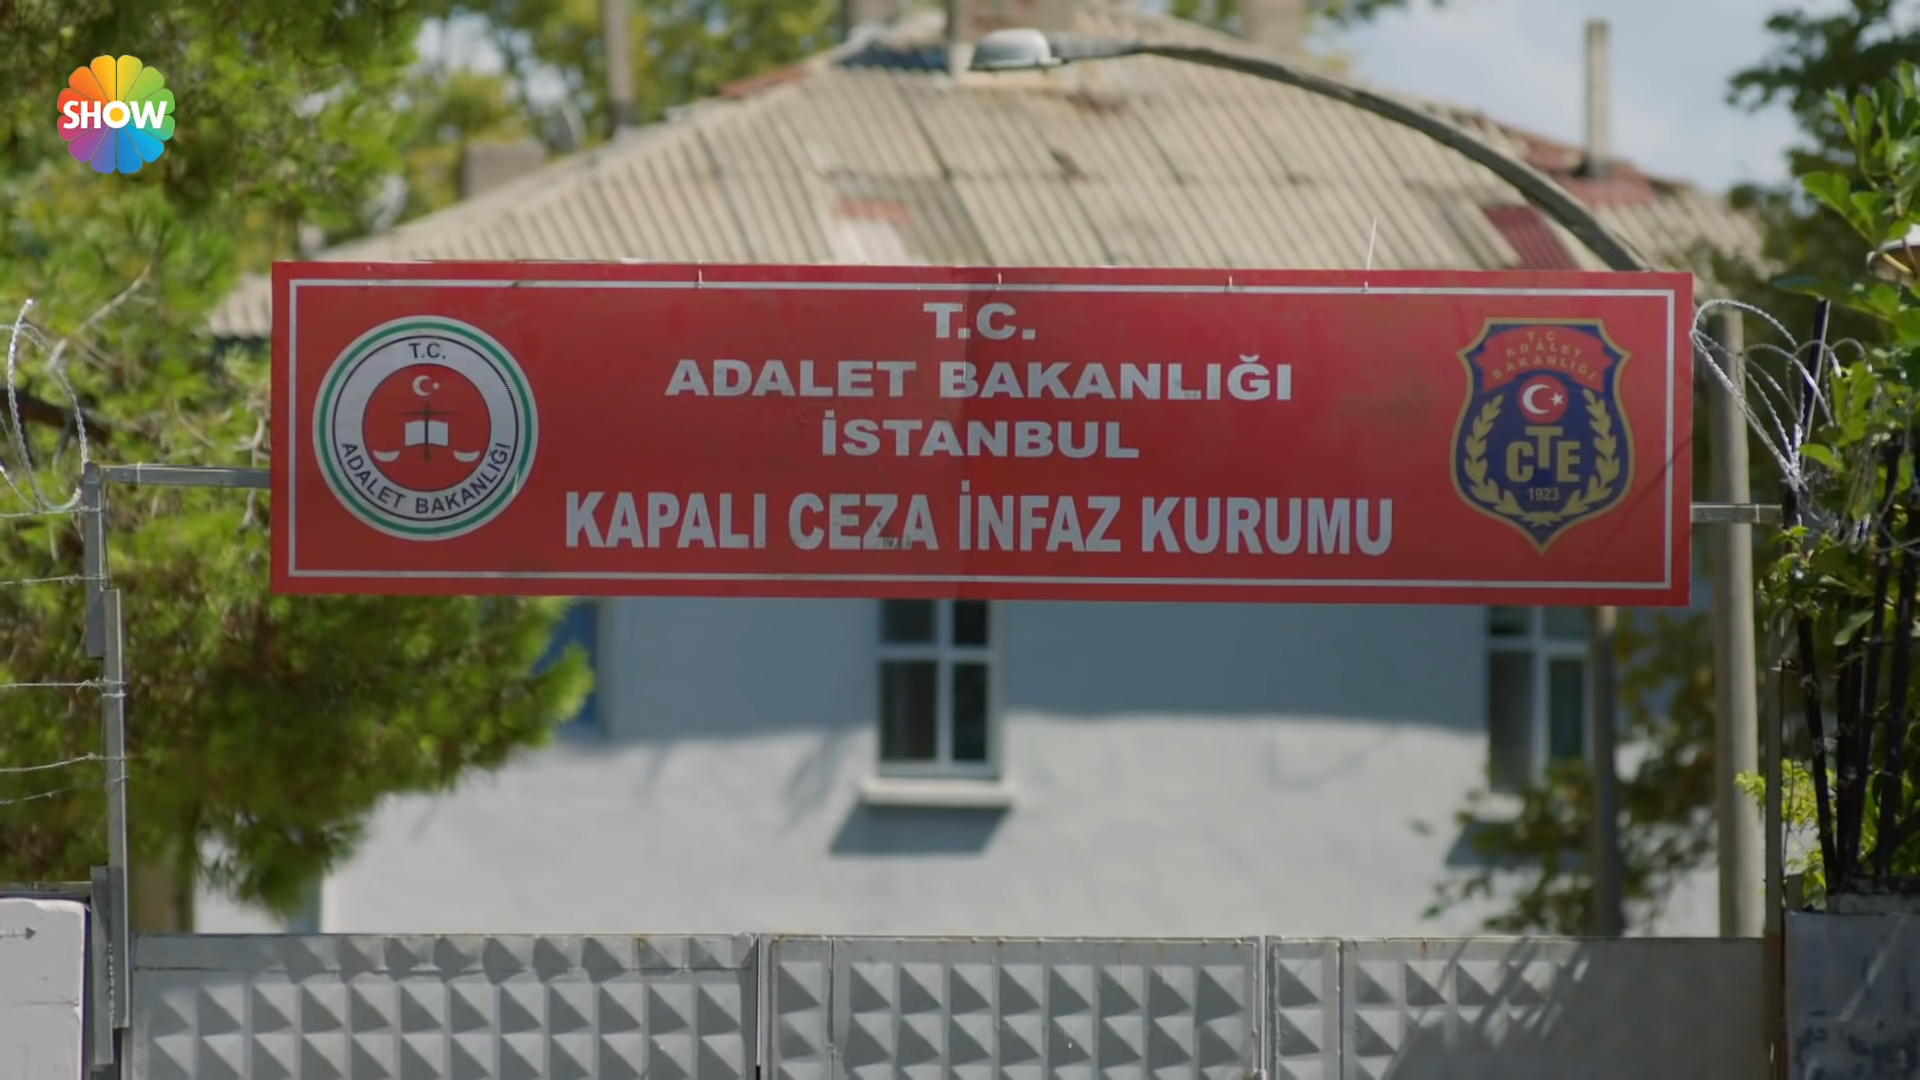 SHOW
T.C.
ADALET BAKANLIĞI
İSTANBUL
KAPALI CEZA İNFAZ KURUMU
T.C.
ADALET BAKANLIĞI
T.C.
ADALET
BAKANLIĞI
CTE
1923